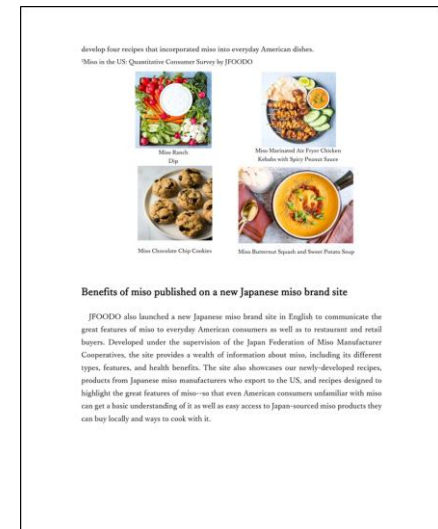 develop four recipes that incorporated miso into everyday American dishes.
²Miso in the US: Quantitative Consumer Survey by JFOODO
Miso Ranch
Dip
Miso Marinated Air Fryer Chicken
Kebabs with Spicy Peanut Sauce
Miso Chocolate Chip Cookies
Miso Butternut Squash and Sweet Potato Soup
Benefits of miso published on a new Japanese miso brand site
JFOODO also launched a new Japanese miso brand site in English to communicate the
great features of miso to everyday American consumers as well as to restaurant and retail
buyers. Developed under the supervision of the Japan Federation of Miso Manufacturer
Cooperatives, the site provides a wealth of information about miso, including its different
types, features, and health benefits. The site also showcases our newly-developed recipes,
products from Japanese miso manufacturers who export to the US, and recipes designed to
highlight the great features of miso--so that even American consumers unfamiliar with miso
can get a basic understanding of it as well as easy access to Japan-sourced miso products they
can buy locally and ways to cook with it.